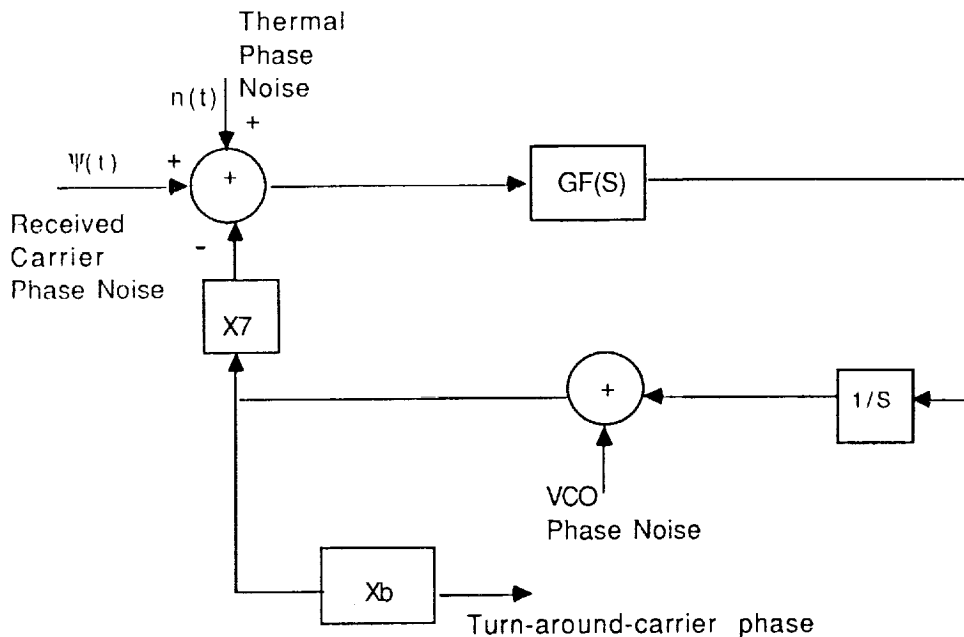 Thermal
Phase
Noise
n(t)
+
Ψ(t)
+
+
GF(S)
Received
Carrier
Phase Noise
-
X7
+
1/S
VCO
Phase Noise
Xb
Turn-around-carrier phase